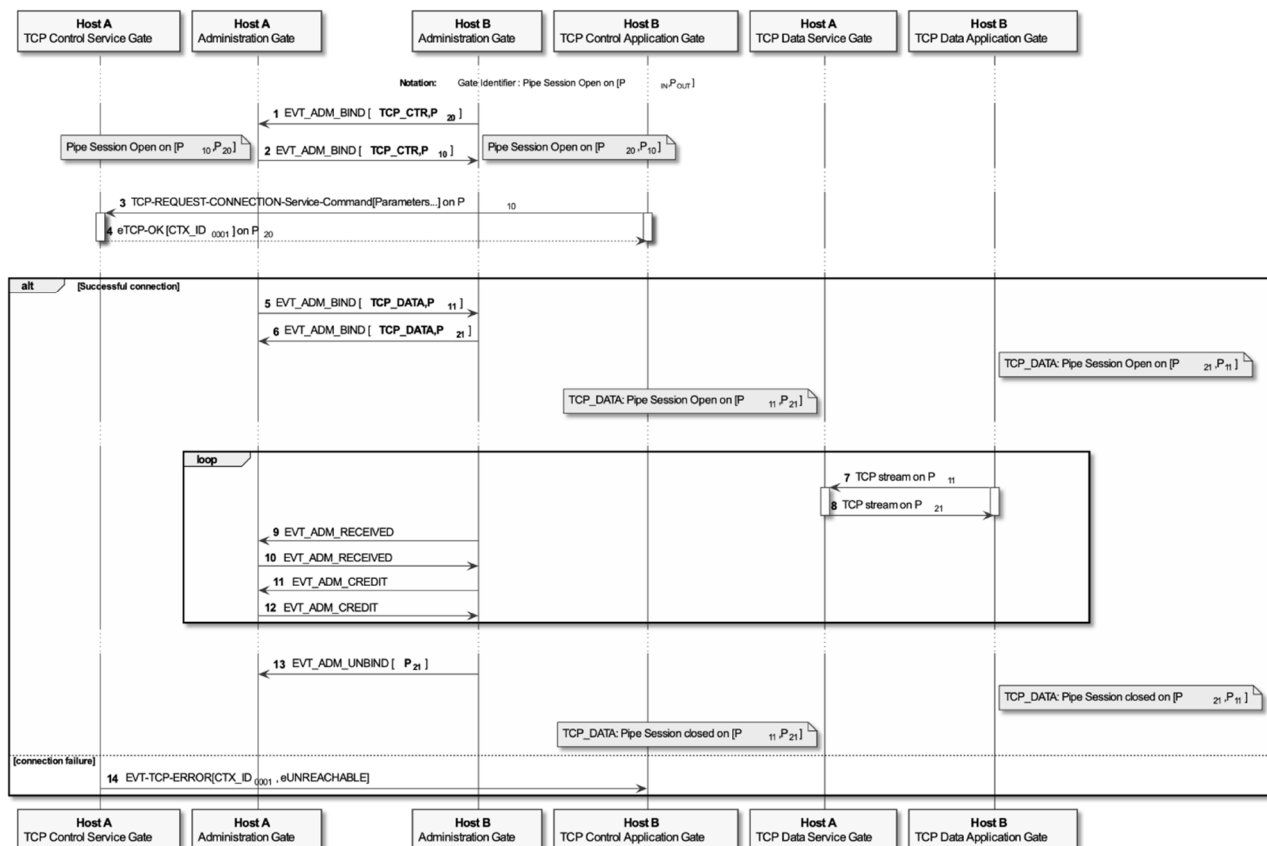 Host A
TCP Control Service Gate
Host A
Administration Gate
Host B
Administration Gate
Host B
TCP Control Application Gate
Host A
TCP Data Service Gate
Host B
TCP Data Application Gate
Notation: Gate Identifier : Pipe Session Open on [P IN,POUT]
1 EVT_ADM_BIND [ TCP_CTR,P 20 ]
Pipe Session Open on [P 10,P20]
2 EVT_ADM_BIND [ TCP_CTR,P 10 ]
Pipe Session Open on [P 20,P10]
3 TCP-REQUEST-CONNECTION-Service-Command[Parameters...] on P 10
4 eTCP-OK [CTX_ID 0001 ] on P 20
alt [Successful connection]
5 EVT_ADM_BIND [ TCP_DATA,P 11 ]
6 EVT_ADM_BIND [ TCP_DATA,P 21 ]
TCP_DATA: Pipe Session Open on [P 21 ,P11 ]
TCP_DATA: Pipe Session Open on [P 11 ,P21 ]
loop
7 TCP stream on P 11
8 TCP stream on P 21
9 EVT_ADM_RECEIVED
10 EVT_ADM_RECEIVED
11 EVT_ADM_CREDIT
12 EVT_ADM_CREDIT
13 EVT_ADM_UNBIND [ P21 ]
TCP_DATA: Pipe Session closed on [P 21 ,P11 ]
TCP_DATA: Pipe Session closed on [P 11 ,P21 ]
[connection failure]
14 EVT-TCP-ERROR[CTX_ID 0001 , eUNREACHABLE]
Host A
TCP Control Service Gate
Host A
Administration Gate
Host B
Administration Gate
Host B
TCP Control Application Gate
Host A
TCP Data Service Gate
Host B
TCP Data Application Gate